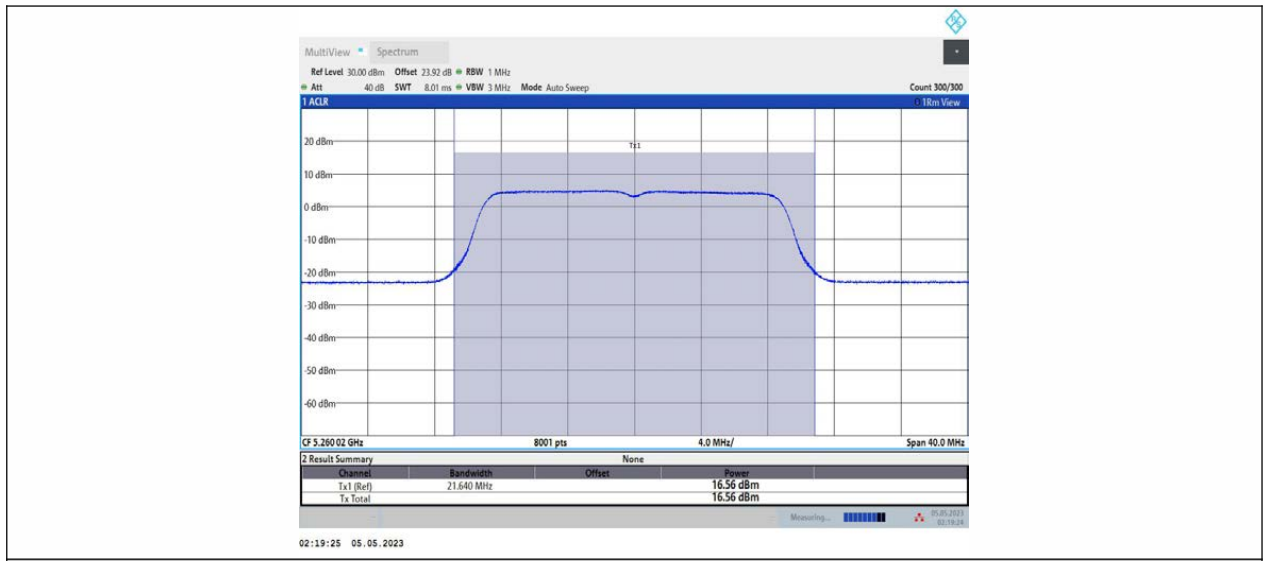 MultiView Spectrum
Ref Level 30.00 dBm Offset 23.92 dB RBW 1 MHz
Att 40 dB SWT 8.01 ms VBW 3 MHz Mode Auto Sweep Count 300/300
1 ACLR 1Rm View
Tx1
20 dBm
10 dBm
0 dBm
-10 dBm
-20 dBm
-30 dBm
-40 dBm
-50 dBm
-60 dBm
CF 5.260 02 GHz 8001 pts 4.0 MHz/ Span 40.0 MHz
2 Result Summary None
Channel Bandwidth Offset Power
Tx1 (Ref) 21.640 MHz 16.56 dBm
Tx Total 16.56 dBm
Measuring... 05.05.2023
02:19:24
02:19:25 05.05.2023